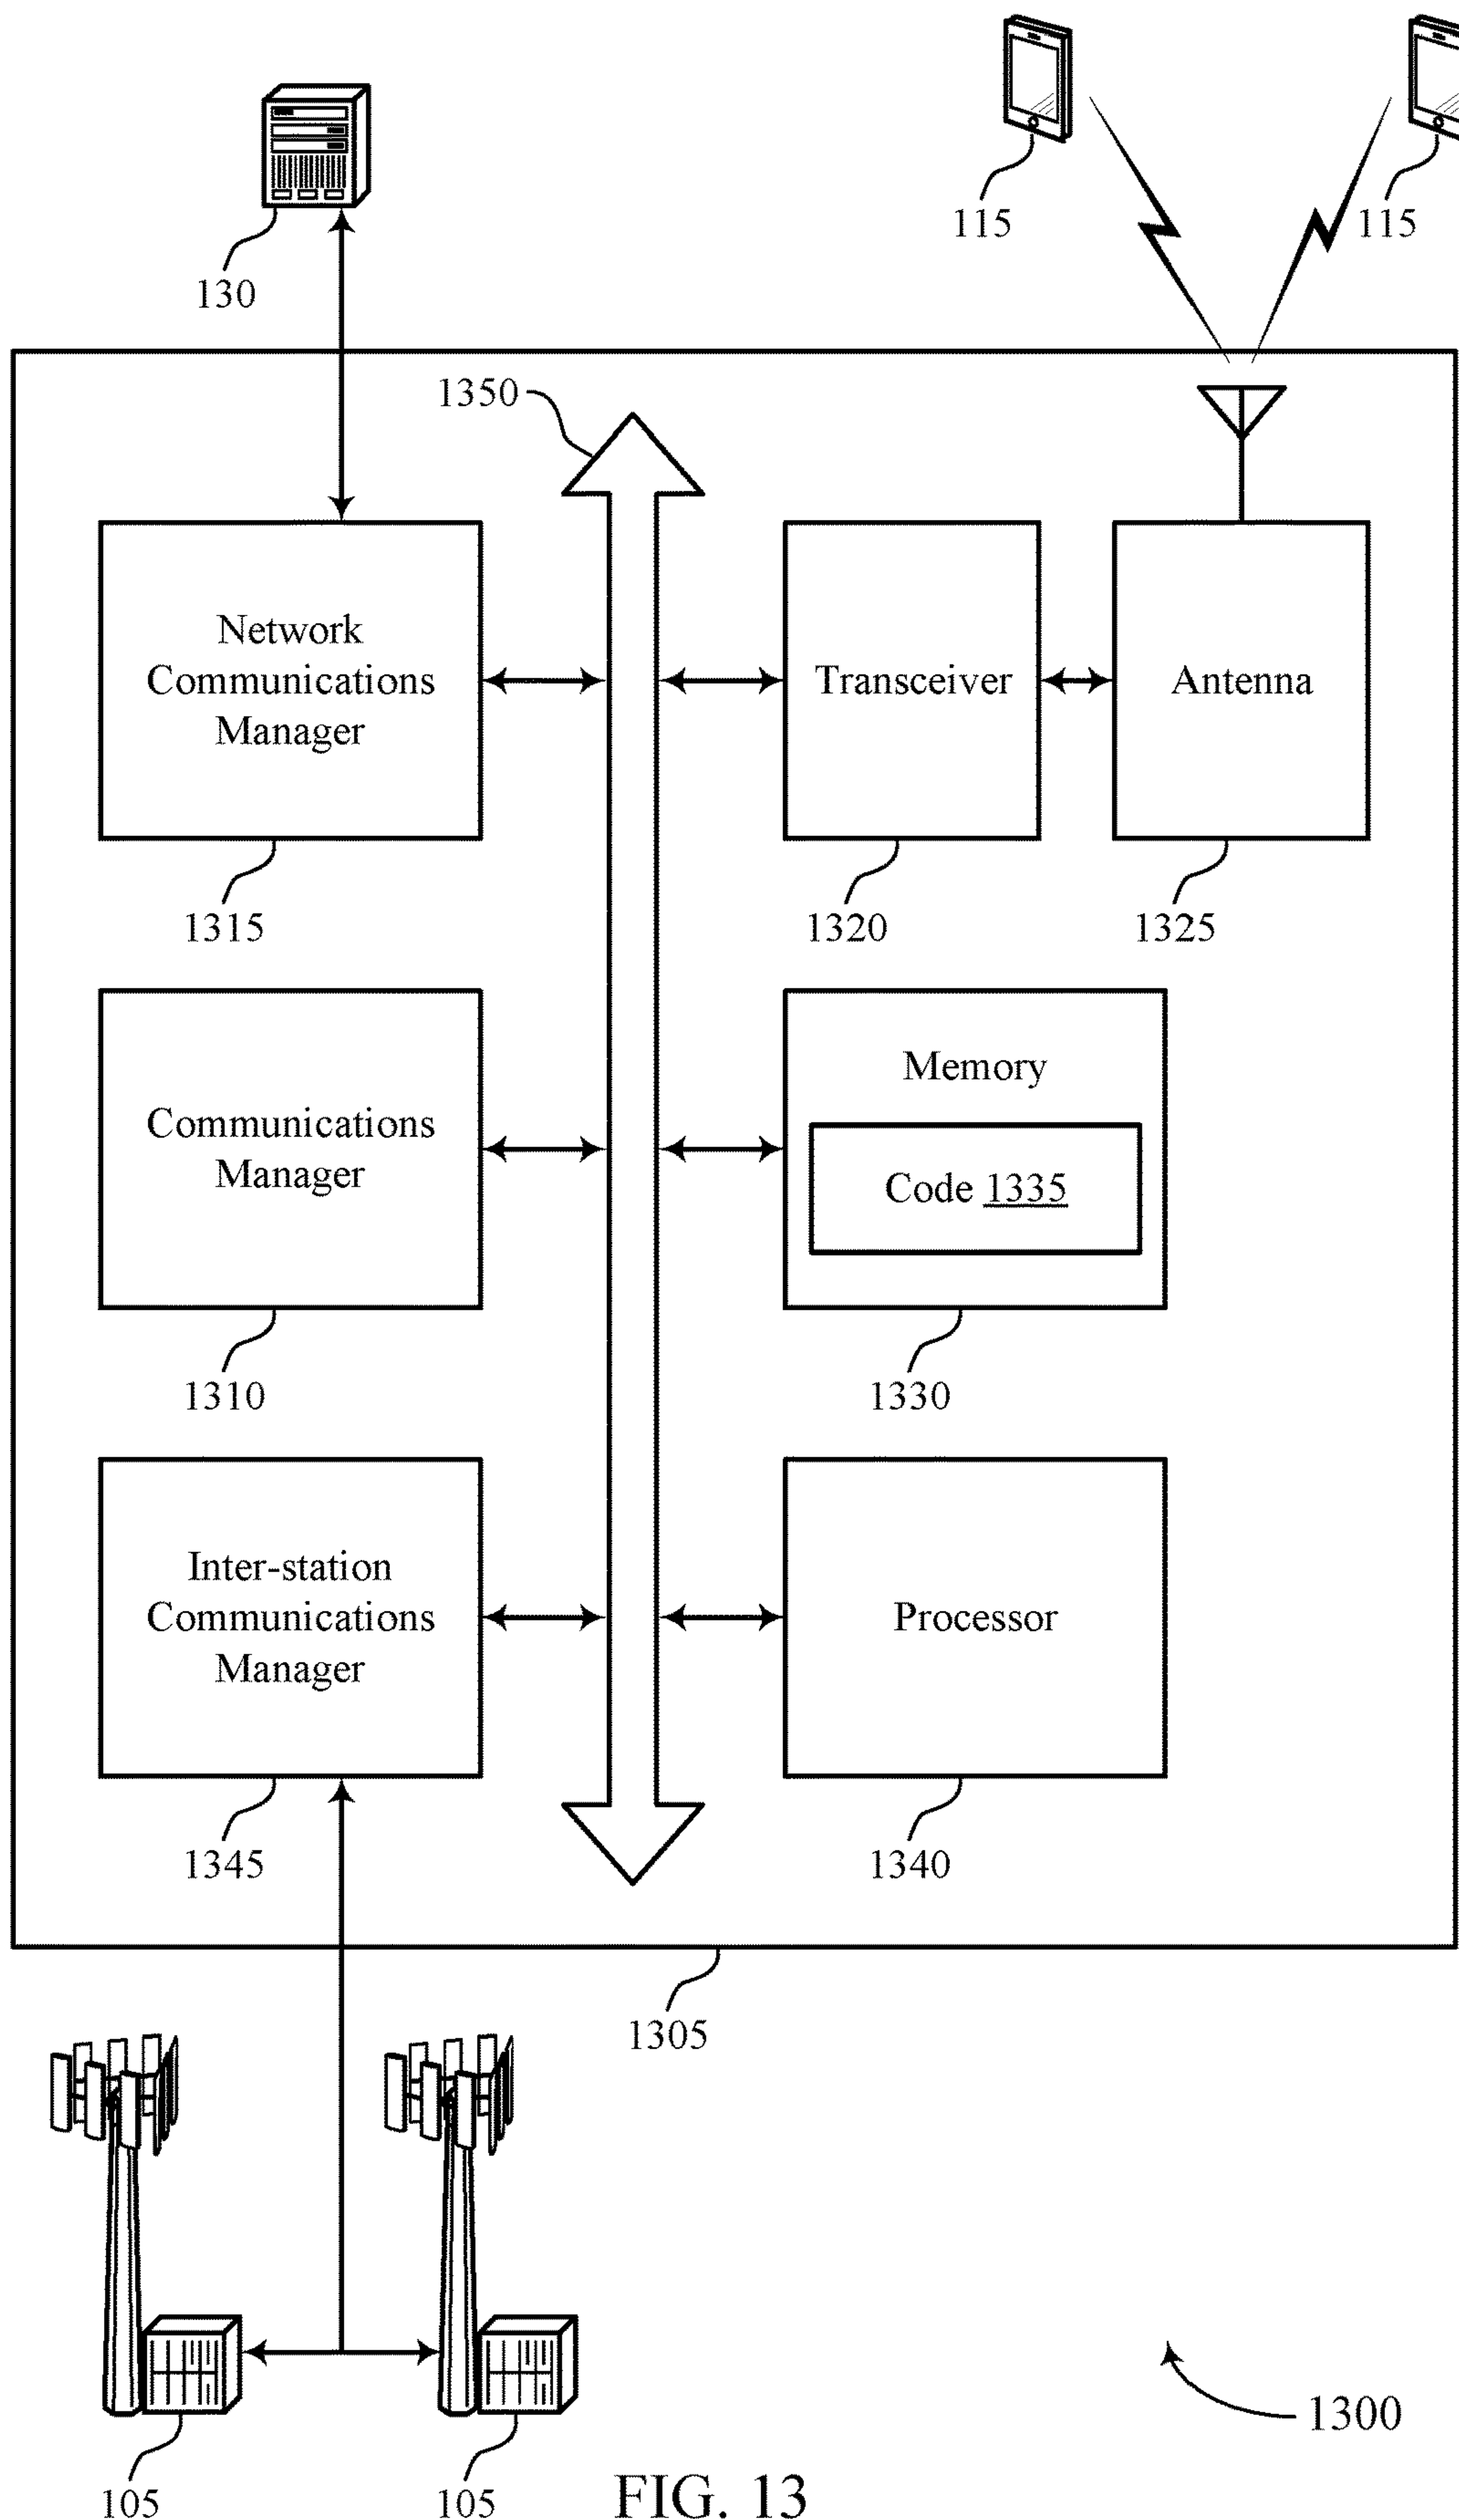 115
115
130
1350
Network
Communications
Manager
Transceiver
Antenna
1315
1320
1325
Communications
Manager
Memory
Code 1335
1310
1330
Inter-station
Communications
Manager
Processor
1345
1340
1305
1300
105
105
FIG. 13